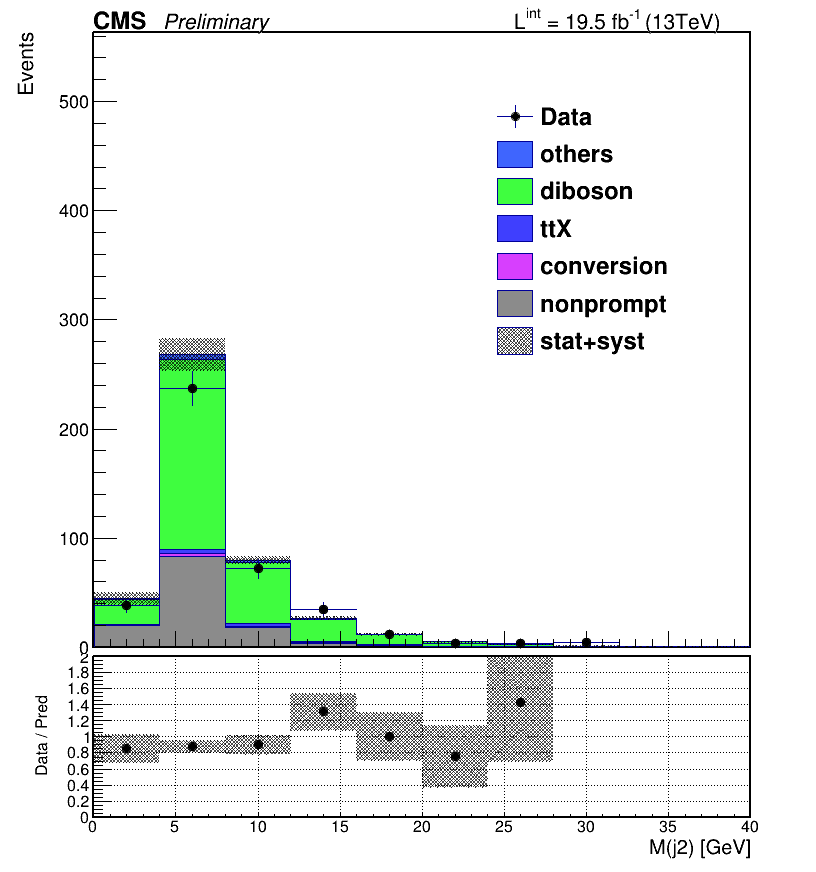 CMS Preliminary L^int = 19.5 fb^-1 (13TeV)
Events
500
400
300
200
100
0
Data
others
diboson
ttX
conversion
nonprompt
stat+syst
Data / Pred
2
1.8
1.6
1.4
1.2
1
0.8
0.6
0.4
0.2
0
0 5 10 15 20 25 30 35 40
M(j2) [GeV]